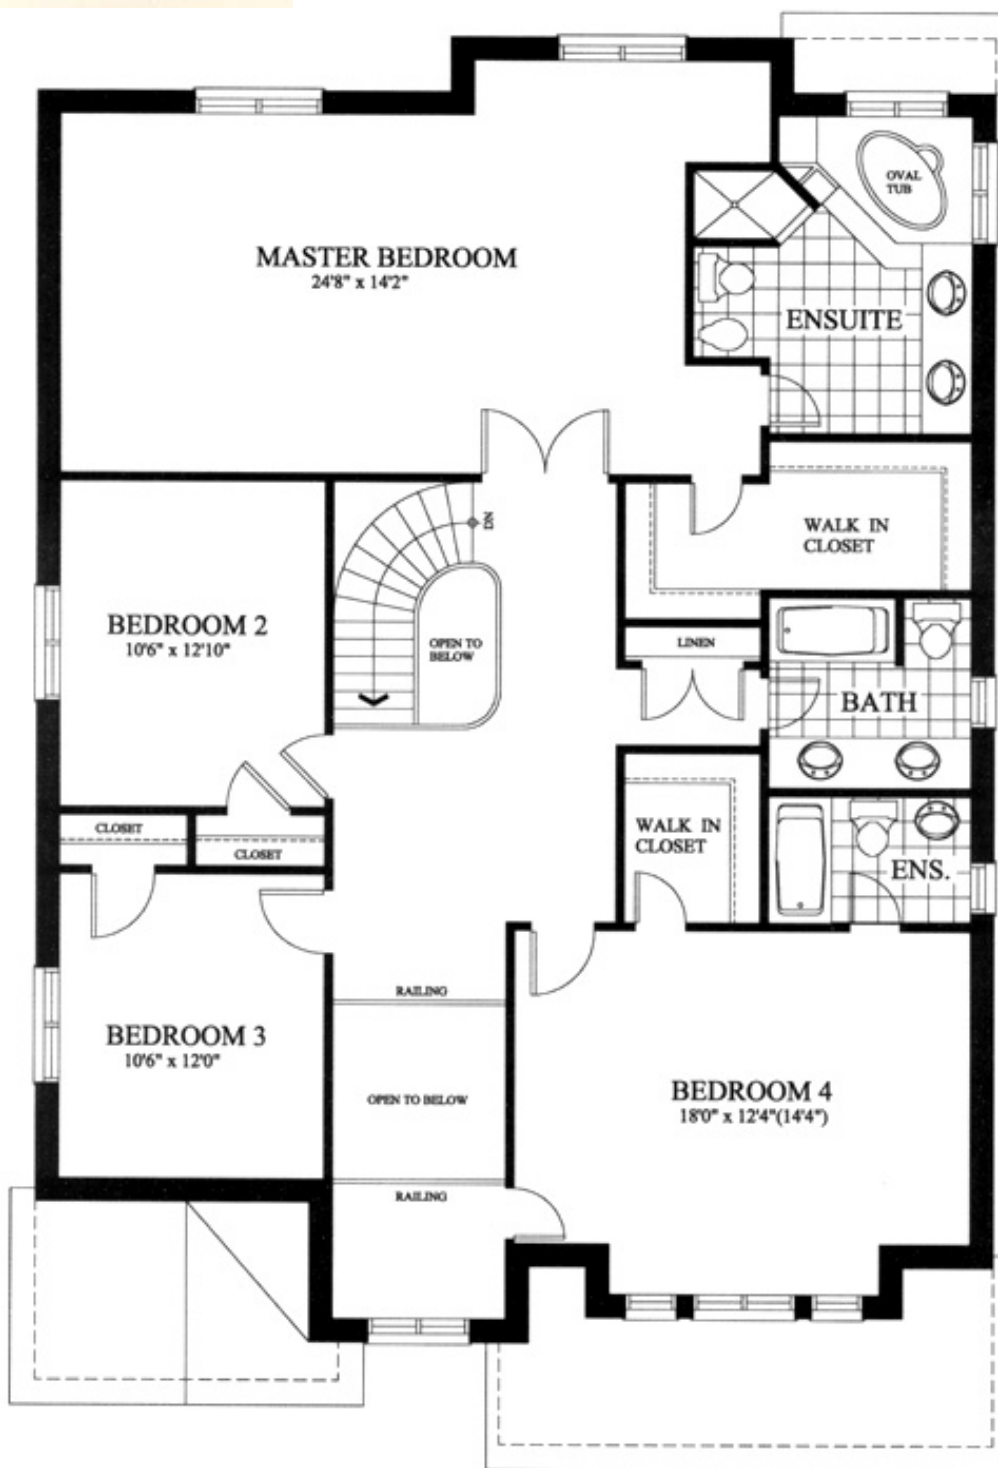 OVAL
TUB
MASTER BEDROOM
24'8" x 14'2"
ENSUITE
DN
WALK IN
CLOSET
BEDROOM 2
10'6" x 12'10"
OPEN TO
BELOW
LINEN
BATH
CLOSET
CLOSET
WALK IN
CLOSET
ENS.
RAILING
BEDROOM 3
10'6" x 12'0"
OPEN TO BELOW
BEDROOM 4
18'0" x 12'4"(14'4")
RAILING